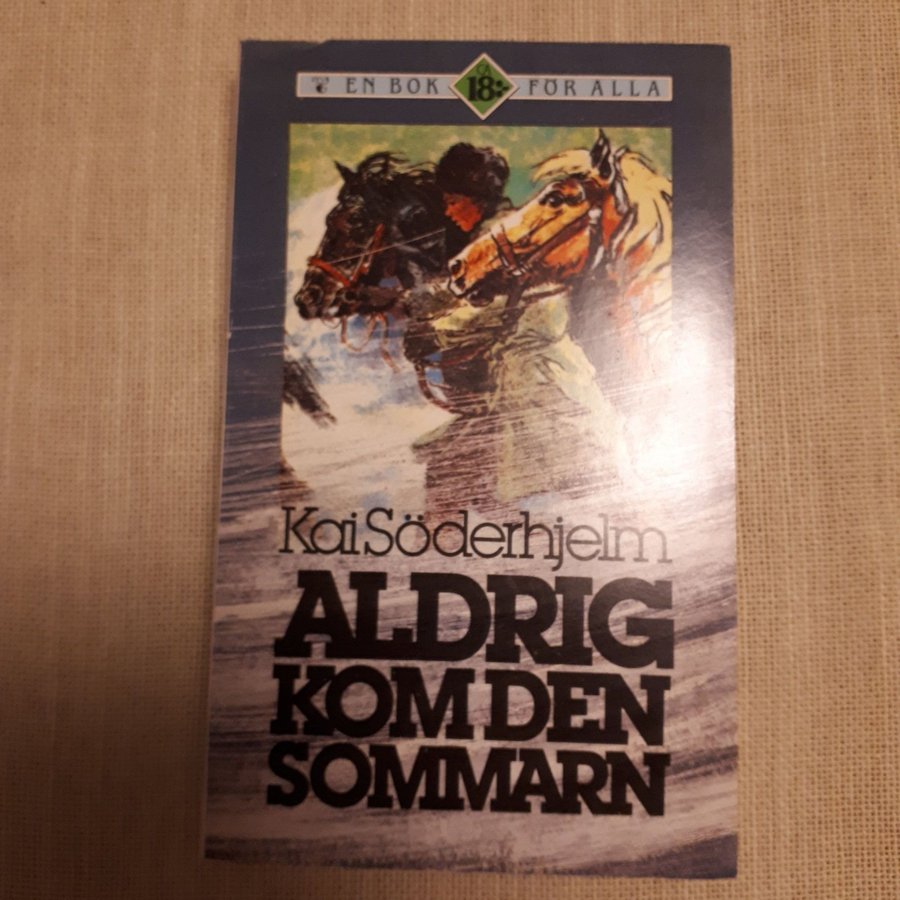 EN BOK 18:- FÖR ALLA
Kai Söderhjelm
ALDRIG
KOM DEN
SOMMARN